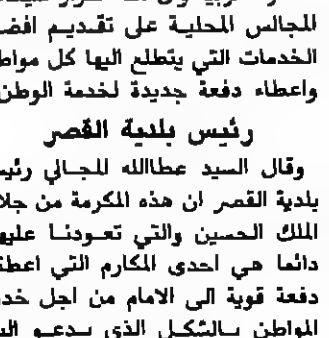 المجالس المحلية على تقديم افضل
الخدمات التي يتطلع اليها كل مواطن
واعطاء دفعة جديدة لخدمة الوطن
رئيس بلدية القصر
وقال السيد عطاالله المجالي رئيس
بلدية القصر ان هذه المكرمة من جلالة
الملك الحسين والتي تعودنا عليها
دائما هي احدى المكارم التي اعطت
دفعة قوية الى الامام من اجل خدمة
المواطن بالشكل الذي يدعو